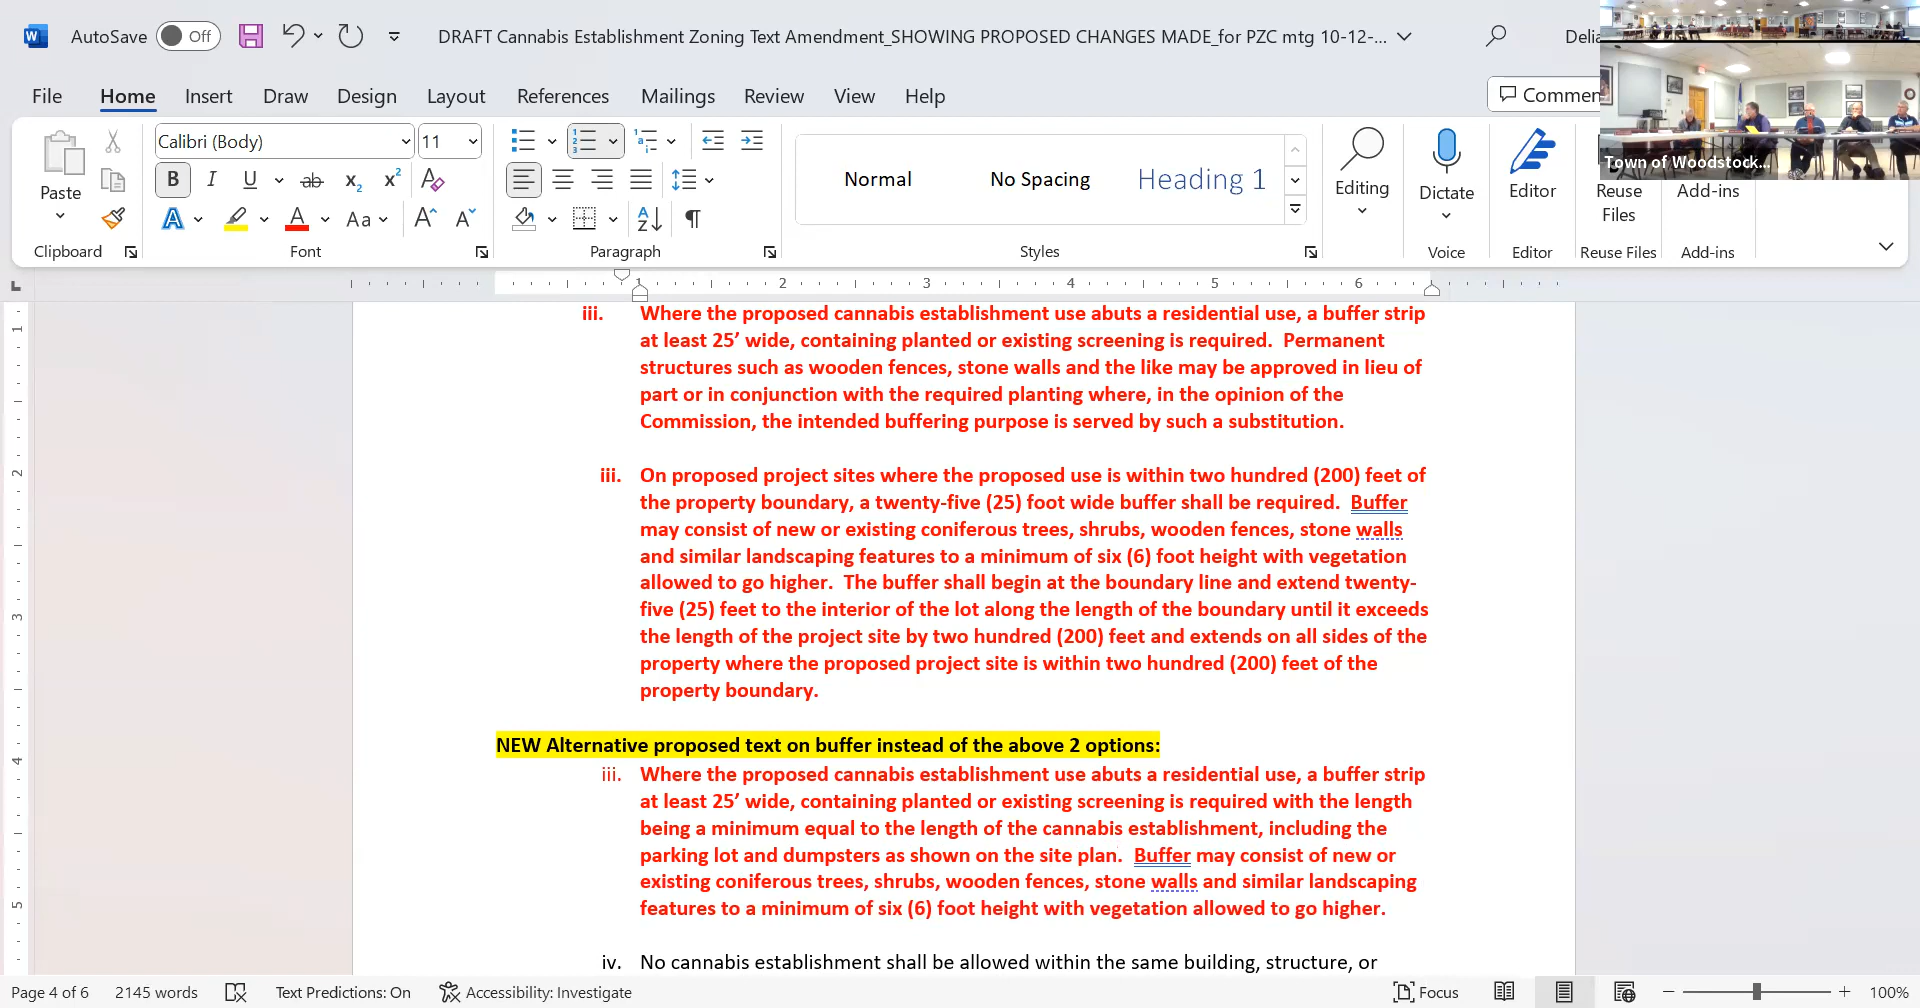 AutoSave Off
DRAFT Cannabis Establishment Zoning Text Amendment_SHOWING PROPOSED CHANGES MADE_for PZC mtg 10-12-...
Delia
File Home Insert Draw Design Layout References Mailings Review View Help
Commen
Town of Woodstock...
Paste
Clipboard
Calibri (Body) 11
Font
Paragraph
Normal No Spacing Heading 1
Styles
Editing
Dictate
Voice
Editor
Editor
Reuse
Files
Reuse Files
Add-ins
Add-ins
1 2 3 4 5 6
iii. Where the proposed cannabis establishment use abuts a residential use, a buffer strip
at least 25’ wide, containing planted or existing screening is required. Permanent
structures such as wooden fences, stone walls and the like may be approved in lieu of
part or in conjunction with the required planting where, in the opinion of the
Commission, the intended buffering purpose is served by such a substitution.
iii. On proposed project sites where the proposed use is within two hundred (200) feet of
the property boundary, a twenty-five (25) foot wide buffer shall be required. Buffer
may consist of new or existing coniferous trees, shrubs, wooden fences, stone walls
and similar landscaping features to a minimum of six (6) foot height with vegetation
allowed to go higher. The buffer shall begin at the boundary line and extend twenty-
five (25) feet to the interior of the lot along the length of the boundary until it exceeds
the length of the project site by two hundred (200) feet and extends on all sides of the
property where the proposed project site is within two hundred (200) feet of the
property boundary.
NEW Alternative proposed text on buffer instead of the above 2 options:
iii. Where the proposed cannabis establishment use abuts a residential use, a buffer strip
at least 25’ wide, containing planted or existing screening is required with the length
being a minimum equal to the length of the cannabis establishment, including the
parking lot and dumpsters as shown on the site plan. Buffer may consist of new or
existing coniferous trees, shrubs, wooden fences, stone walls and similar landscaping
features to a minimum of six (6) foot height with vegetation allowed to go higher.
iv. No cannabis establishment shall be allowed within the same building, structure, or
Page 4 of 6 2145 words Text Predictions: On Accessibility: Investigate Focus 100%